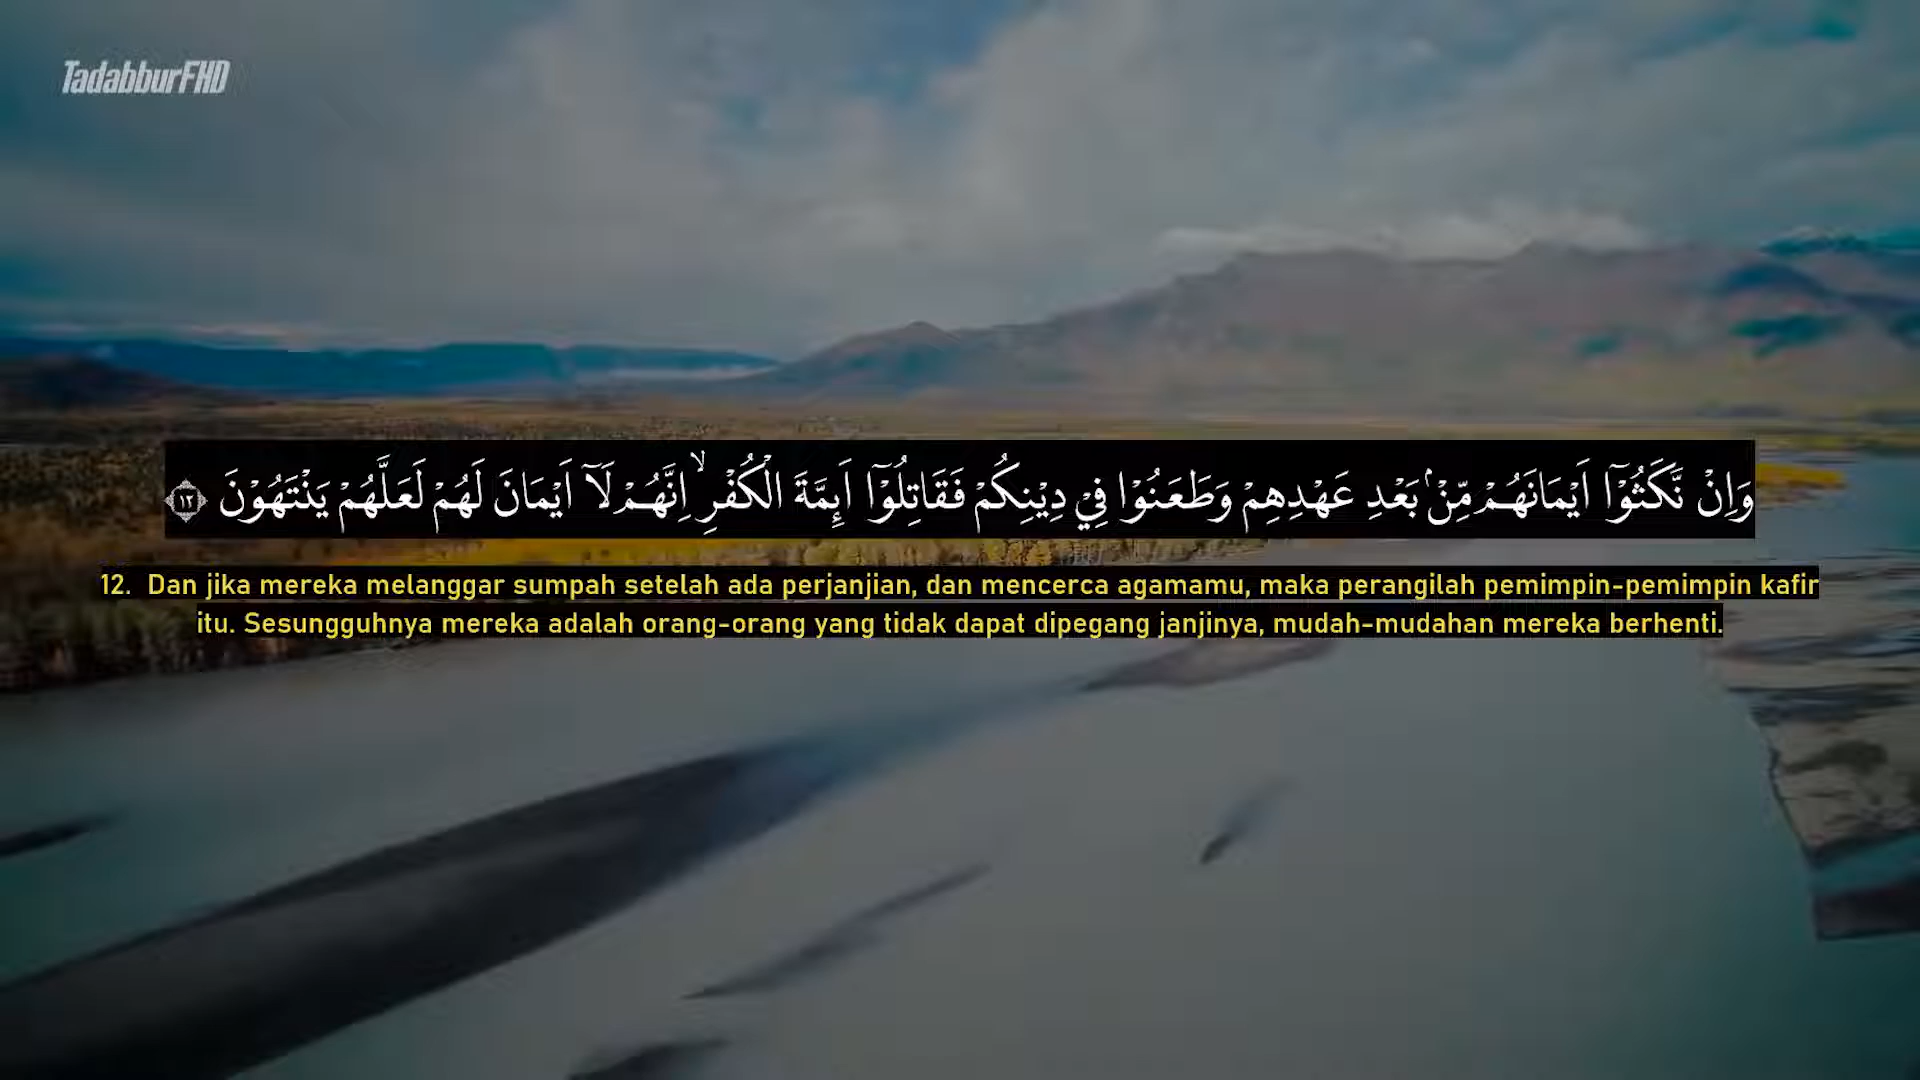 TadabburFHD
وَاِنْ نَّكَثُوْٓا اَيْمَانَهُمْ مِّنْۢ بَعْدِ عَهْدِهِمْ وَطَعَنُوْا فِيْ دِيْنِكُمْ فَقَاتِلُوْٓا اَىِٕمَّةَ الْكُفْرِۙ اِنَّهُمْ لَآ اَيْمَانَ لَهُمْ لَعَلَّهُمْ يَنْتَهُوْنَ ١٢
12. Dan jika mereka melanggar sumpah setelah ada perjanjian, dan mencerca agamamu, maka perangilah pemimpin-pemimpin kafir
itu. Sesungguhnya mereka adalah orang-orang yang tidak dapat dipegang janjinya, mudah-mudahan mereka berhenti.